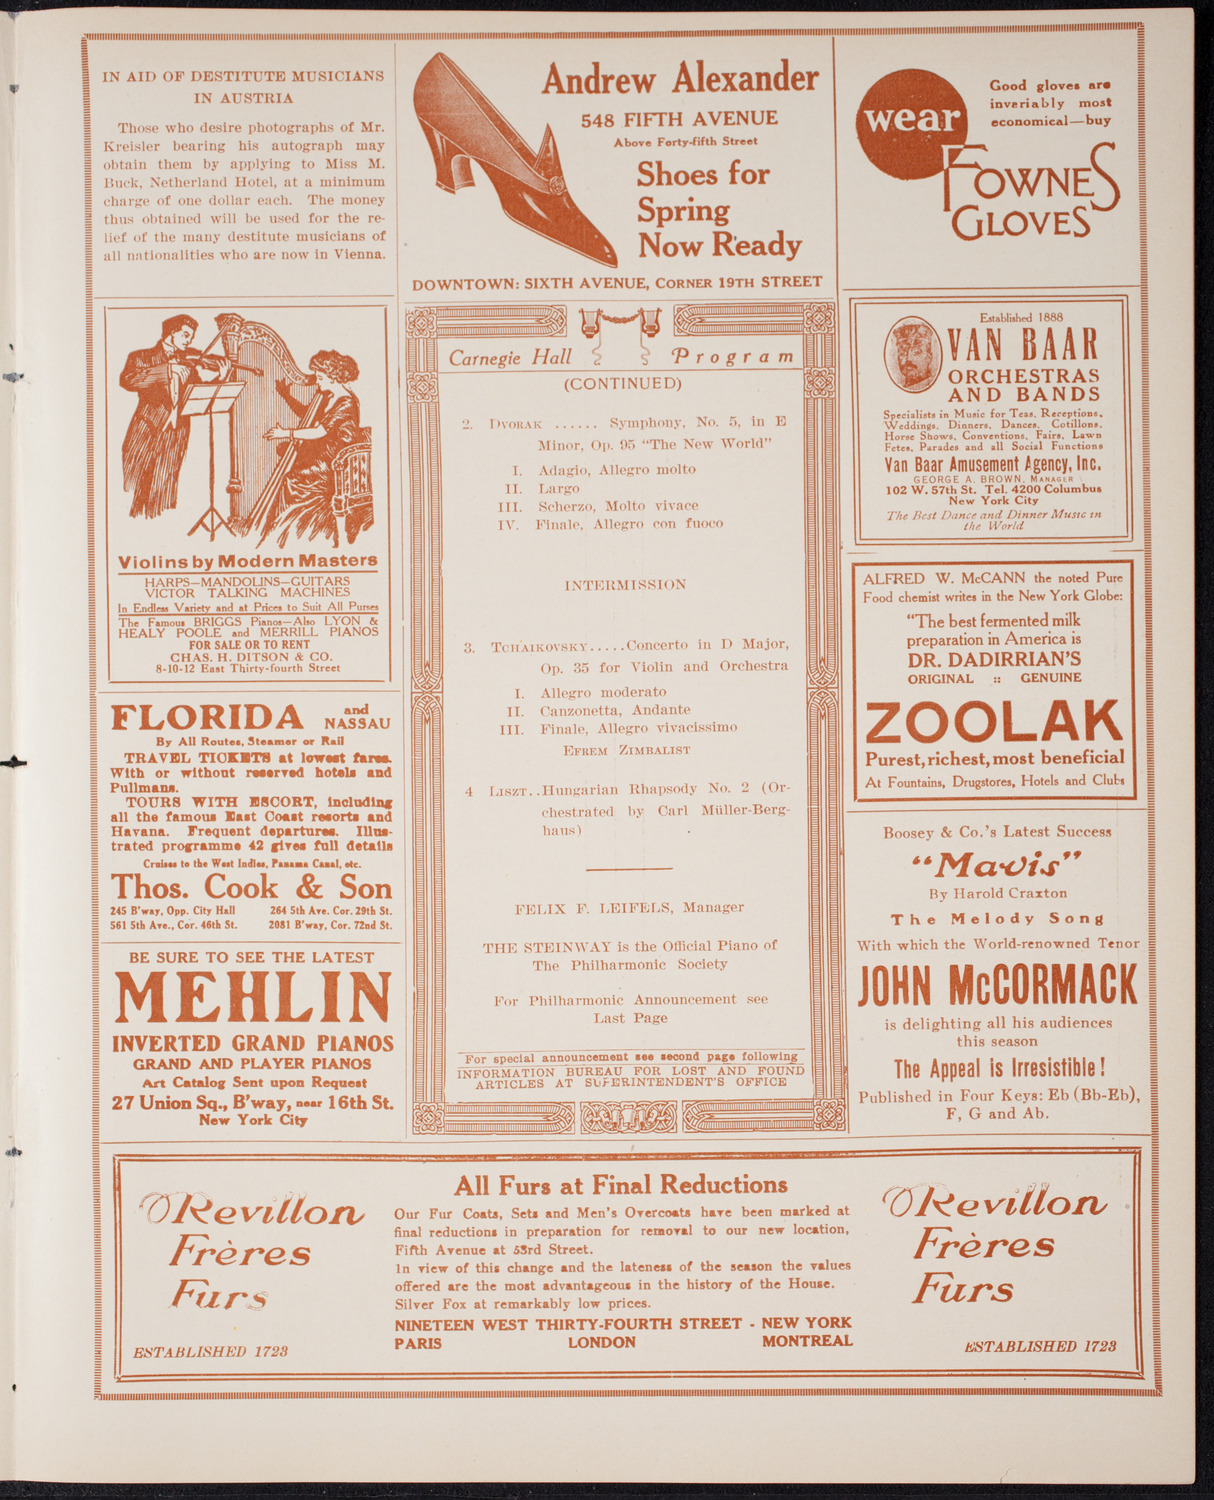 IN AID OF DESTITUTE MUSICIANS
IN AUSTRIA
Those who desire photographs of Mr.
Kreisler bearing his autograph may
obtain them by applying to Miss M.
Buck, Netherland Hotel, at a minimum
charge of one dollar each. The money
thus obtained will be used for the re-
lief of the many destitute musicians of
all nationalities who are now in Vienna.
Andrew Alexander
548 FIFTH AVENUE
Above Forty-fifth Street
Shoes for
Spring
Now Ready
DOWNTOWN: SIXTH AVENUE, CORNER 19TH STREET
wear
Good gloves are
invariably most
economical—buy
FOWNES
GLOVES
Violins by Modern Masters
HARPS—MANDOLINS—GUITARS
VICTOR TALKING MACHINES
In Endless Variety and at Prices to Suit All Purses
The Famous BRIGGS Pianos—Also LYON &
HEALY POOLE and MERRILL PIANOS
FOR SALE OR TO RENT
CHAS. H. DITSON & CO.
8-10-12 East Thirty-fourth Street
FLORIDA and
NASSAU
By All Routes, Steamer or Rail
TRAVEL TICKETS at lowest fares.
With or without reserved hotels and
Pullmans.
TOURS WITH ESCORT, including
all the famous East Coast resorts and
Havana. Frequent departures. Illus-
trated programme 42 gives full details
Cruises to the West Indies, Panama Canal, etc.
Thos. Cook & Son
245 B'way, Opp. City Hall 264 5th Ave. Cor. 29th St.
561 5th Ave., Cor. 46th St. 2081 B'way, Cor. 72nd St.
BE SURE TO SEE THE LATEST
MEHLIN
INVERTED GRAND PIANOS
GRAND AND PLAYER PIANOS
Art Catalog Sent upon Request
27 Union Sq., B'way, near 16th St.
New York City
Carnegie Hall Program
(CONTINUED)
2. DVORAK ...... Symphony, No. 5, in E
Minor, Op. 95 "The New World"
I. Adagio, Allegro molto
II. Largo
III. Scherzo, Molto vivace
IV. Finale, Allegro con fuoco
INTERMISSION
3. TCHAIKOVSKY.....Concerto in D Major,
Op. 35 for Violin and Orchestra
I. Allegro moderato
II. Canzonetta, Andante
III. Finale, Allegro vivacissimo
EFREM ZIMBALIST
4 LISZT..Hungarian Rhapsody No. 2 (Or-
chestrated by Carl Müller-Berg-
haus)
FELIX F. LEIFELS, Manager
THE STEINWAY is the Official Piano of
The Philharmonic Society
For Philharmonic Announcement see
Last Page
For special announcement see second page following
INFORMATION BUREAU FOR LOST AND FOUND
ARTICLES AT SUPERINTENDENT'S OFFICE
Established 1888
VAN BAAR
ORCHESTRAS
AND BANDS
Specialists in Music for Teas, Receptions,
Weddings, Dinners, Dances, Cotillons,
Horse Shows, Conventions, Fairs, Lawn
Fetes, Parades and all Social Functions
Van Baar Amusement Agency, Inc.
GEORGE A. BROWN, MANAGER
102 W. 57th St. Tel. 4200 Columbus
New York City
The Best Dance and Dinner Music in
the World
ALFRED W. McCANN the noted Pure
Food chemist writes in the New York Globe:
"The best fermented milk
preparation in America is
DR. DADIRRIAN'S
ORIGINAL :: GENUINE
ZOOLAK
Purest, richest, most beneficial
At Fountains, Drugstores, Hotels and Clubs
Boosey & Co.'s Latest Success
"Mavis"
By Harold Craxton
The Melody Song
With which the World-renowned Tenor
JOHN McCORMACK
is delighting all his audiences
this season
The Appeal is Irresistible!
Published in Four Keys: Eb (Bb-Eb),
F, G and Ab.
Revillon
Frères
Furs
ESTABLISHED 1723
All Furs at Final Reductions
Our Fur Coats, Sets and Men's Overcoats have been marked at
final reductions in preparation for removal to our new location,
Fifth Avenue at 53rd Street.
In view of this change and the lateness of the season the values
offered are the most advantageous in the history of the House.
Silver Fox at remarkably low prices.
NINETEEN WEST THIRTY-FOURTH STREET - NEW YORK
PARIS LONDON MONTREAL
Revillon
Frères
Furs
ESTABLISHED 1723